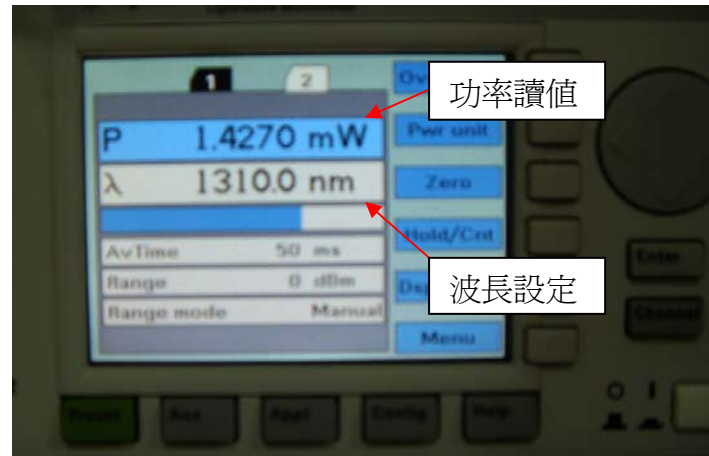 1 2
功率讀值
P 1.4270 mW
Pwr unit
λ 1310.0 nm
Zero
Hold/Cnt
AvTime 50 ms
Range 0 dBm
波長設定
Range mode Manual
Menu
Enter
Channel
Preset Aux Appl Config Help